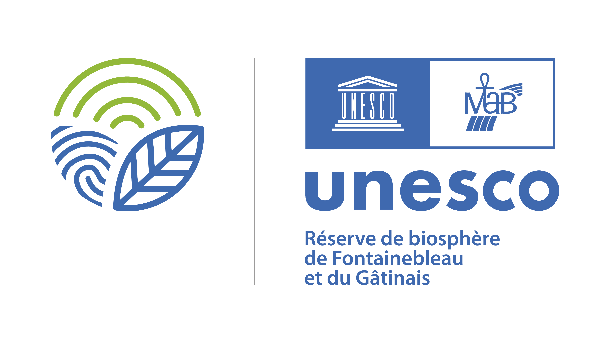 UNESCO
MaB
unesco
Réserve de biosphère
de Fontainebleau
et du Gâtinais